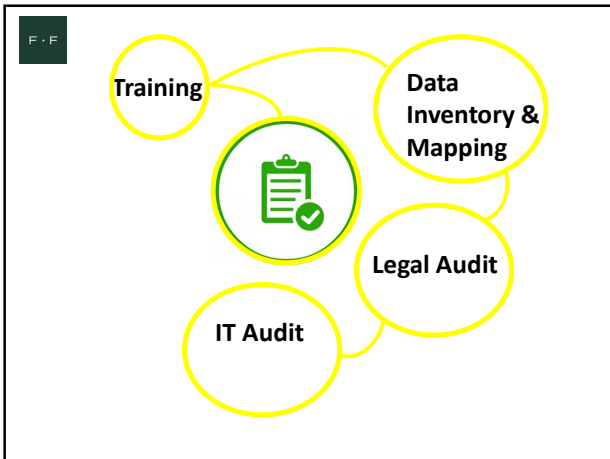 F+F
Training
Data
Inventory &
Mapping
Legal Audit
IT Audit